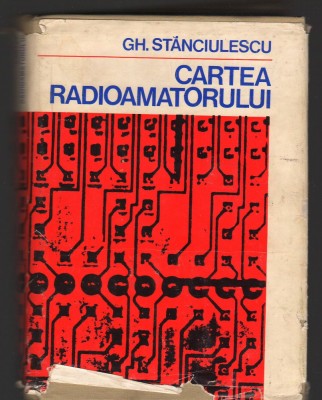 GH. STĂNCIULESCU
CARTEA
RADIOAMATORULUI